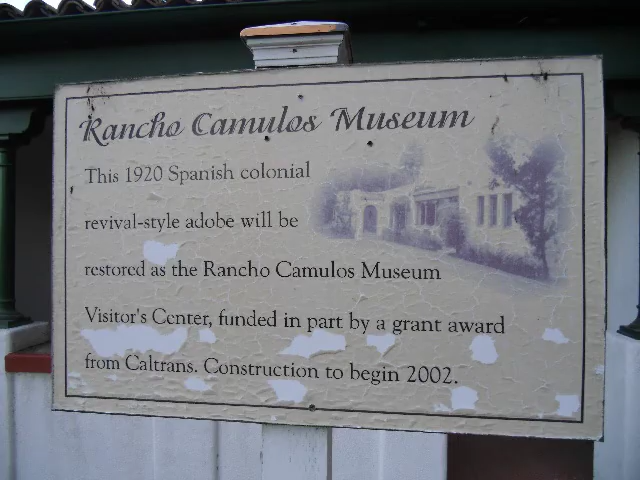 Rancho Camulos Museum
This 1920 Spanish colonial
revival-style adobe will be
restored as the Rancho Camulos Museum
Visitor's Center, funded in part by a grant award
from Caltrans. Construction to begin 2002.